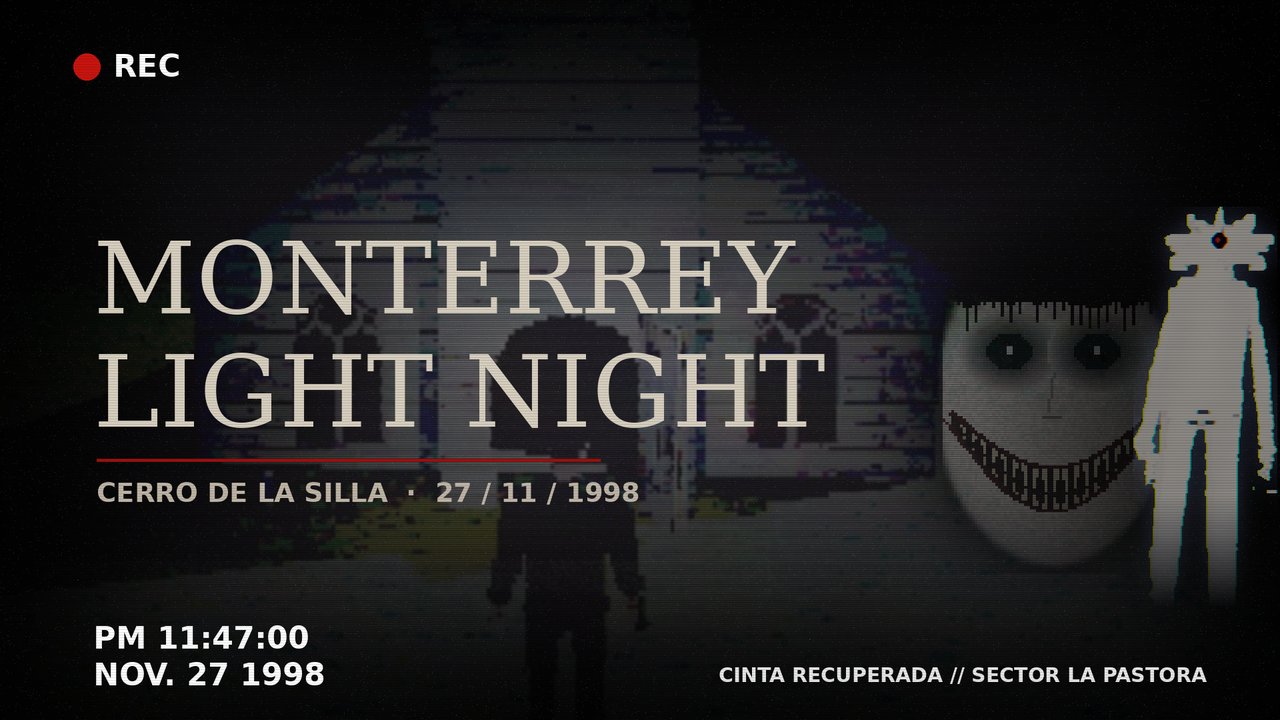 REC
MONTERREY
LIGHT NIGHT
CERRO DE LA SILLA · 27 / 11 / 1998
PM 11:47:00
NOV. 27 1998
CINTA RECUPERADA // SECTOR LA PASTORA